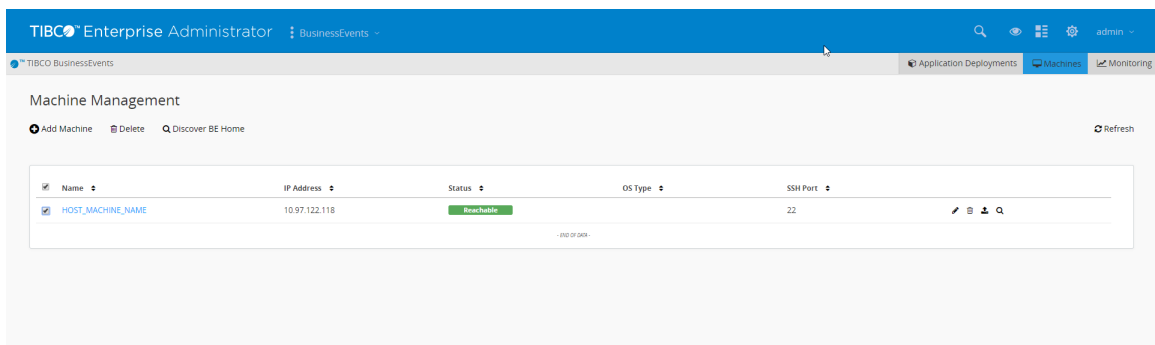 TIBCO™ Enterprise Administrator BusinessEvents admin
™ TIBCO BusinessEvents Application Deployments Machines Monitoring
Machine Management
Add Machine Delete Discover BE Home Refresh
Name IP Address Status OS Type SSH Port
HOST_MACHINE_NAME 10.97.122.118 Reachable 22
- END OF DATA -